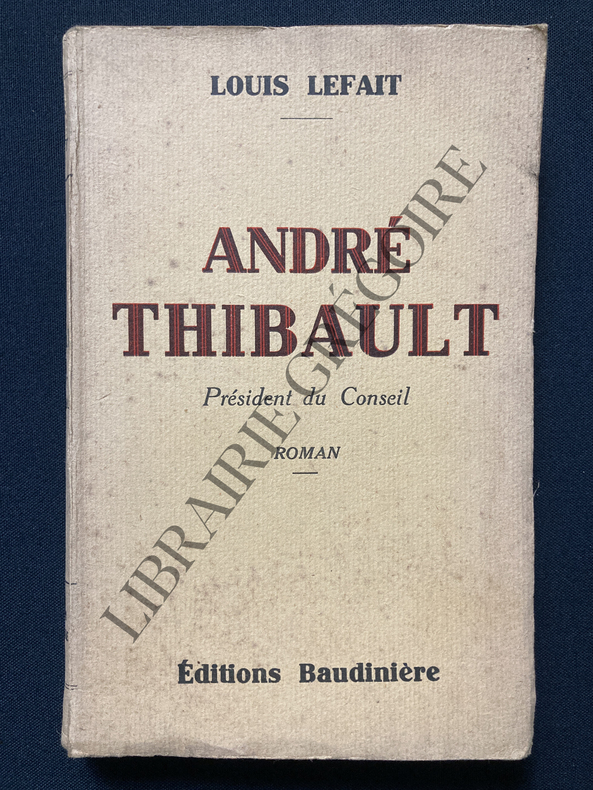 LOUIS LEFAIT
ANDRÉ
THIBAULT
Président du Conseil
ROMAN
Éditions Baudinière
LIBRAIRIE GRÉGOIRE